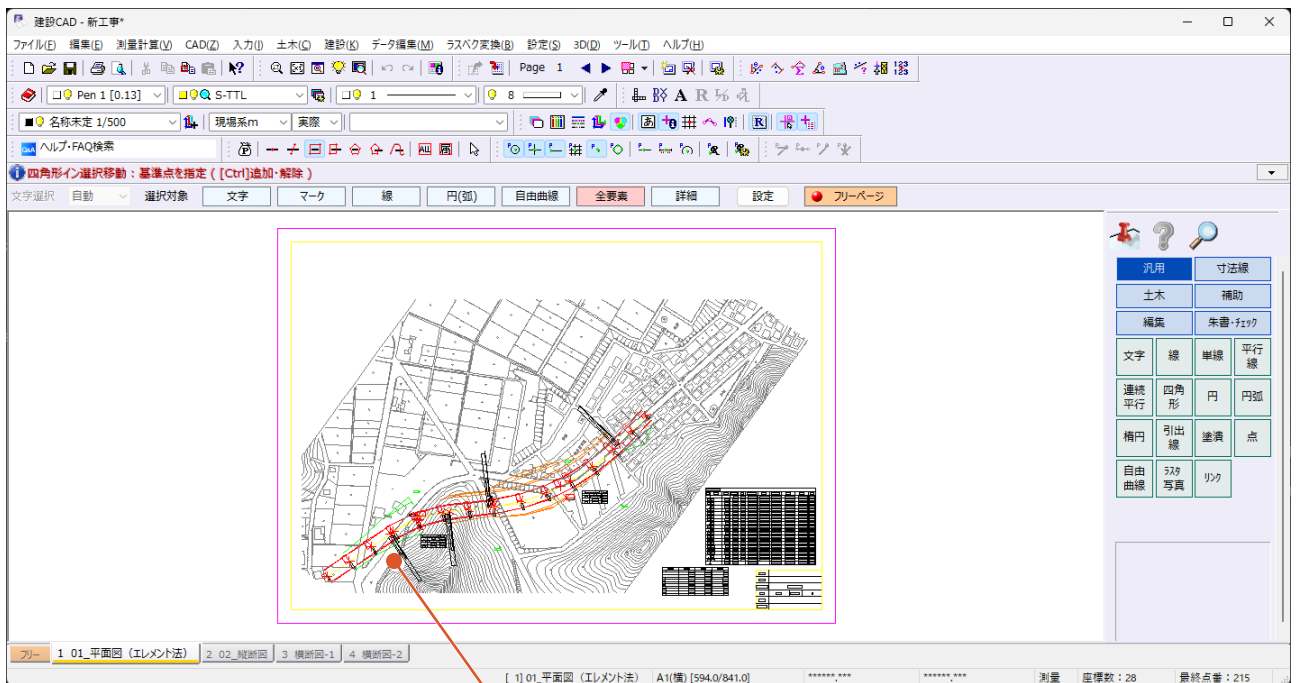 建設CAD - 新工事*
ファイル(F) 編集(E) 測量計算(V) CAD(Z) 入力(I) 土木(C) 建設(K) データ編集(M) ラスベク変換(B) 設定(S) 3D(D) ツール(T) ヘルプ(H)
Page 1
Pen 1 [0.13] S-TTL 1 8 A R
名称未定 1/500 現場系m 実際
Q&A ヘルプ・FAQ検索
四角形イン選択移動：基準点を指定 ( [Ctrl]追加・解除 )
文字選択 自動 選択対象 文字 マーク 線 円(弧) 自由曲線 全要素 詳細 設定 フリーページ
汎用 寸法線
土木 補助
編集 朱書・チェック
文字 線 単線 平行線
連続平行 四角形 円 円弧
楕円 引出線 塗潰 点
自由曲線 ラスタ写真 リンク
フリー 1 01_平面図（エレメント法） 2 02_縦断図 3 横断図-1 4 横断図-2
[ 1] 01_平面図（エレメント法） A1(横) [594.0/841.0] ******.*** ******.*** 測量 座標数：28 最終点番：215